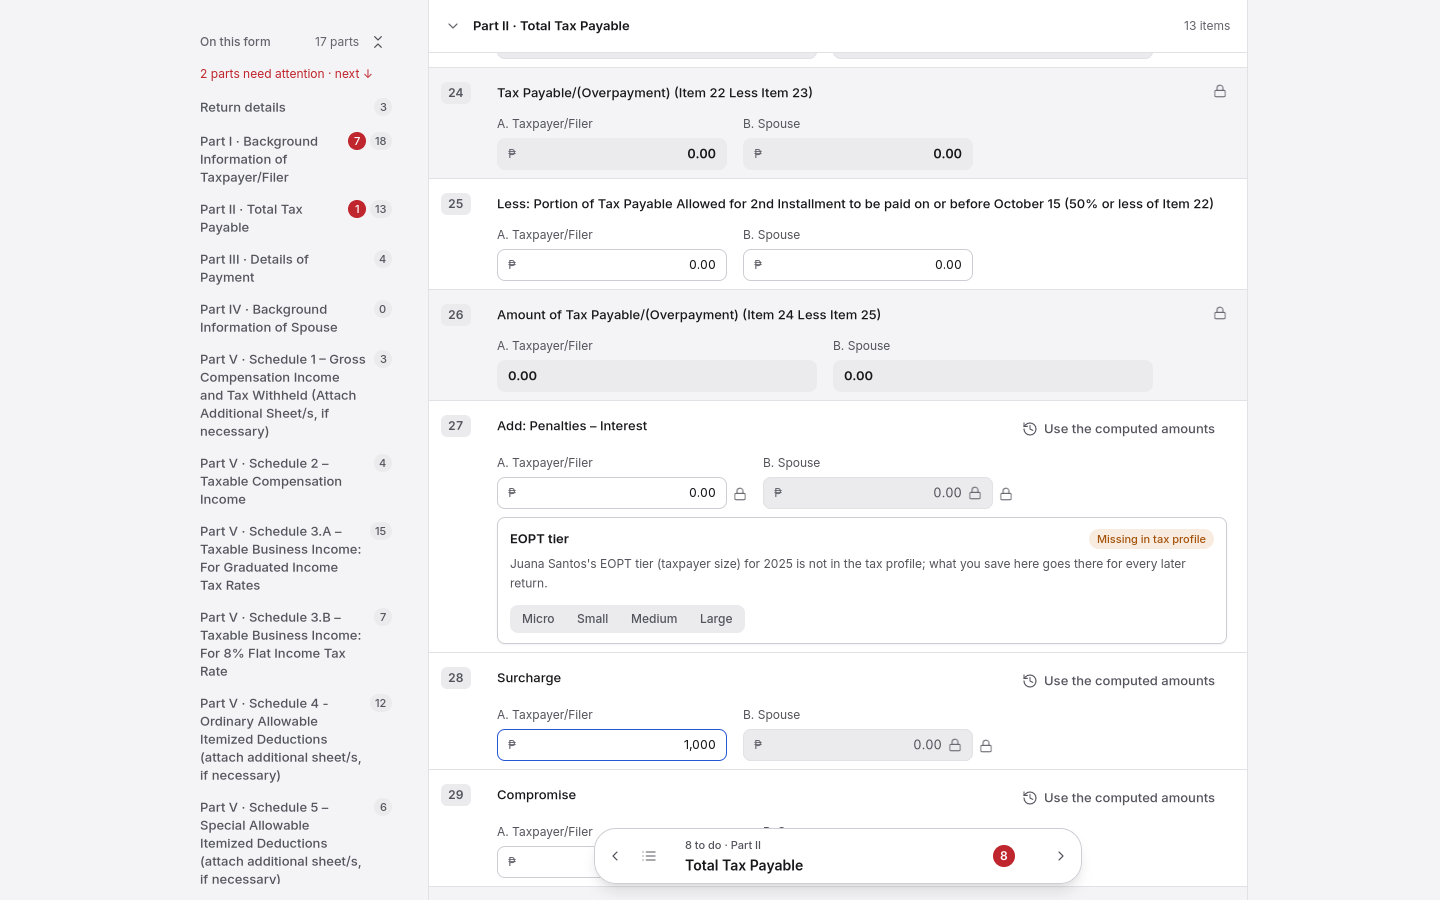 On this form
17 parts
2 parts need attention · next ↓
Return details
3
Part I · Background
Information of
Taxpayer/Filer
7
18
Part II · Total Tax
Payable
1
13
Part III · Details of
Payment
4
Part IV · Background
Information of Spouse
0
Part V · Schedule 1 – Gross
Compensation Income
and Tax Withheld (Attach
Additional Sheet/s, if
necessary)
3
Part V · Schedule 2 –
Taxable Compensation
Income
4
Part V · Schedule 3.A –
Taxable Business Income:
For Graduated Income
Tax Rates
15
Part V · Schedule 3.B –
Taxable Business Income:
For 8% Flat Income Tax
Rate
7
Part V · Schedule 4 -
Ordinary Allowable
Itemized Deductions
(attach additional sheet/s,
if necessary)
12
Part V · Schedule 5 –
Special Allowable
Itemized Deductions
(attach additional sheet/s,
if necessary)
6
Part II · Total Tax Payable
13 items
24
Tax Payable/(Overpayment) (Item 22 Less Item 23)
A. Taxpayer/Filer
B. Spouse
₱ 0.00
₱ 0.00
25
Less: Portion of Tax Payable Allowed for 2nd Installment to be paid on or before October 15 (50% or less of Item 22)
A. Taxpayer/Filer
B. Spouse
₱ 0.00
₱ 0.00
26
Amount of Tax Payable/(Overpayment) (Item 24 Less Item 25)
A. Taxpayer/Filer
B. Spouse
0.00
0.00
27
Add: Penalties – Interest
Use the computed amounts
A. Taxpayer/Filer
B. Spouse
₱ 0.00
₱ 0.00
EOPT tier
Missing in tax profile
Juana Santos's EOPT tier (taxpayer size) for 2025 is not in the tax profile; what you save here goes there for every later
return.
Micro
Small
Medium
Large
28
Surcharge
Use the computed amounts
A. Taxpayer/Filer
B. Spouse
₱ 1,000
₱ 0.00
29
Compromise
Use the computed amounts
A. Taxpayer/Filer
₱
8 to do · Part II
Total Tax Payable
8